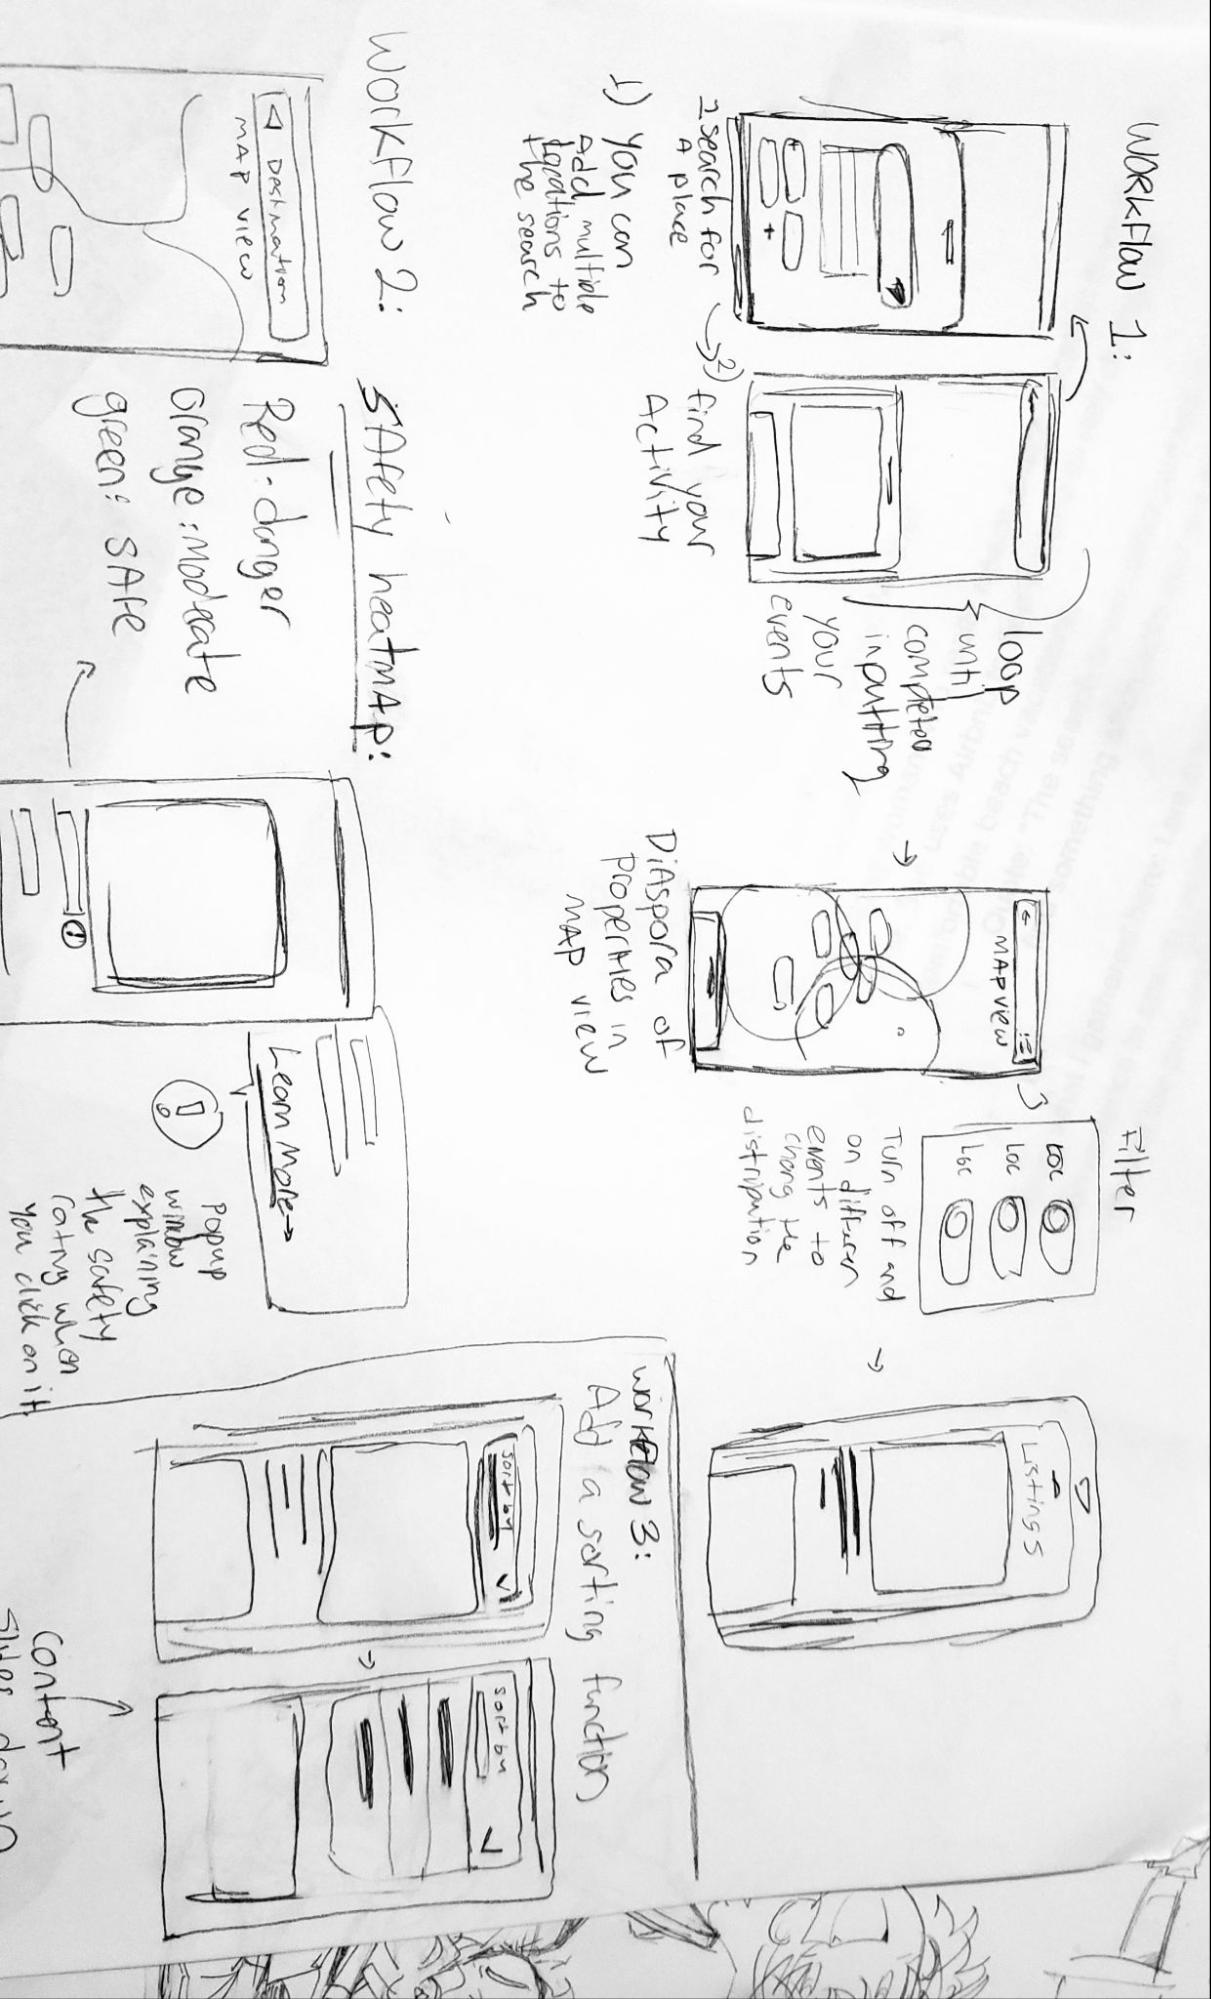 WORKFlow 1:
MAPVIEW
Filter
LOC
LOC
LOC
Listings
2 search for
A place
1) you can
Add multiple
locations to
the search
2) find your
Activity
loop
until
completed
inputting
your
events
DiAspora of
properties in
MAP view
Turn off and
on differen
events to
chang the
distribution
Workflow 2:
Destination
MAP VIEW
SAfety heatmAp:
Red - danger
Orange : Moderate
green: SAfe
Learn More →
Popup
window
explaining
the safety
rating when
you click on it
workflow 3:
Add a sorting function
Sort by
Sort by
Content
Slides down